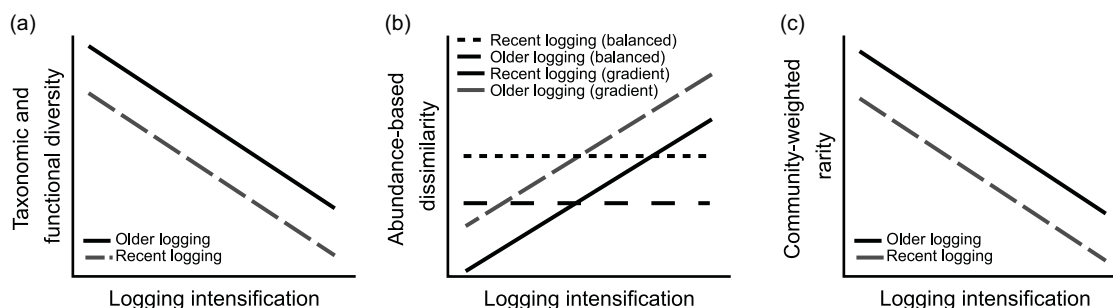 (a)
Taxonomic and
functional diversity
Older logging
Recent logging
Logging intensification
(b)
Abundance-based
dissimilarity
Recent logging (balanced)
Older logging (balanced)
Recent logging (gradient)
Older logging (gradient)
Logging intensification
(c)
Community-weighted
rarity
Older logging
Recent logging
Logging intensification